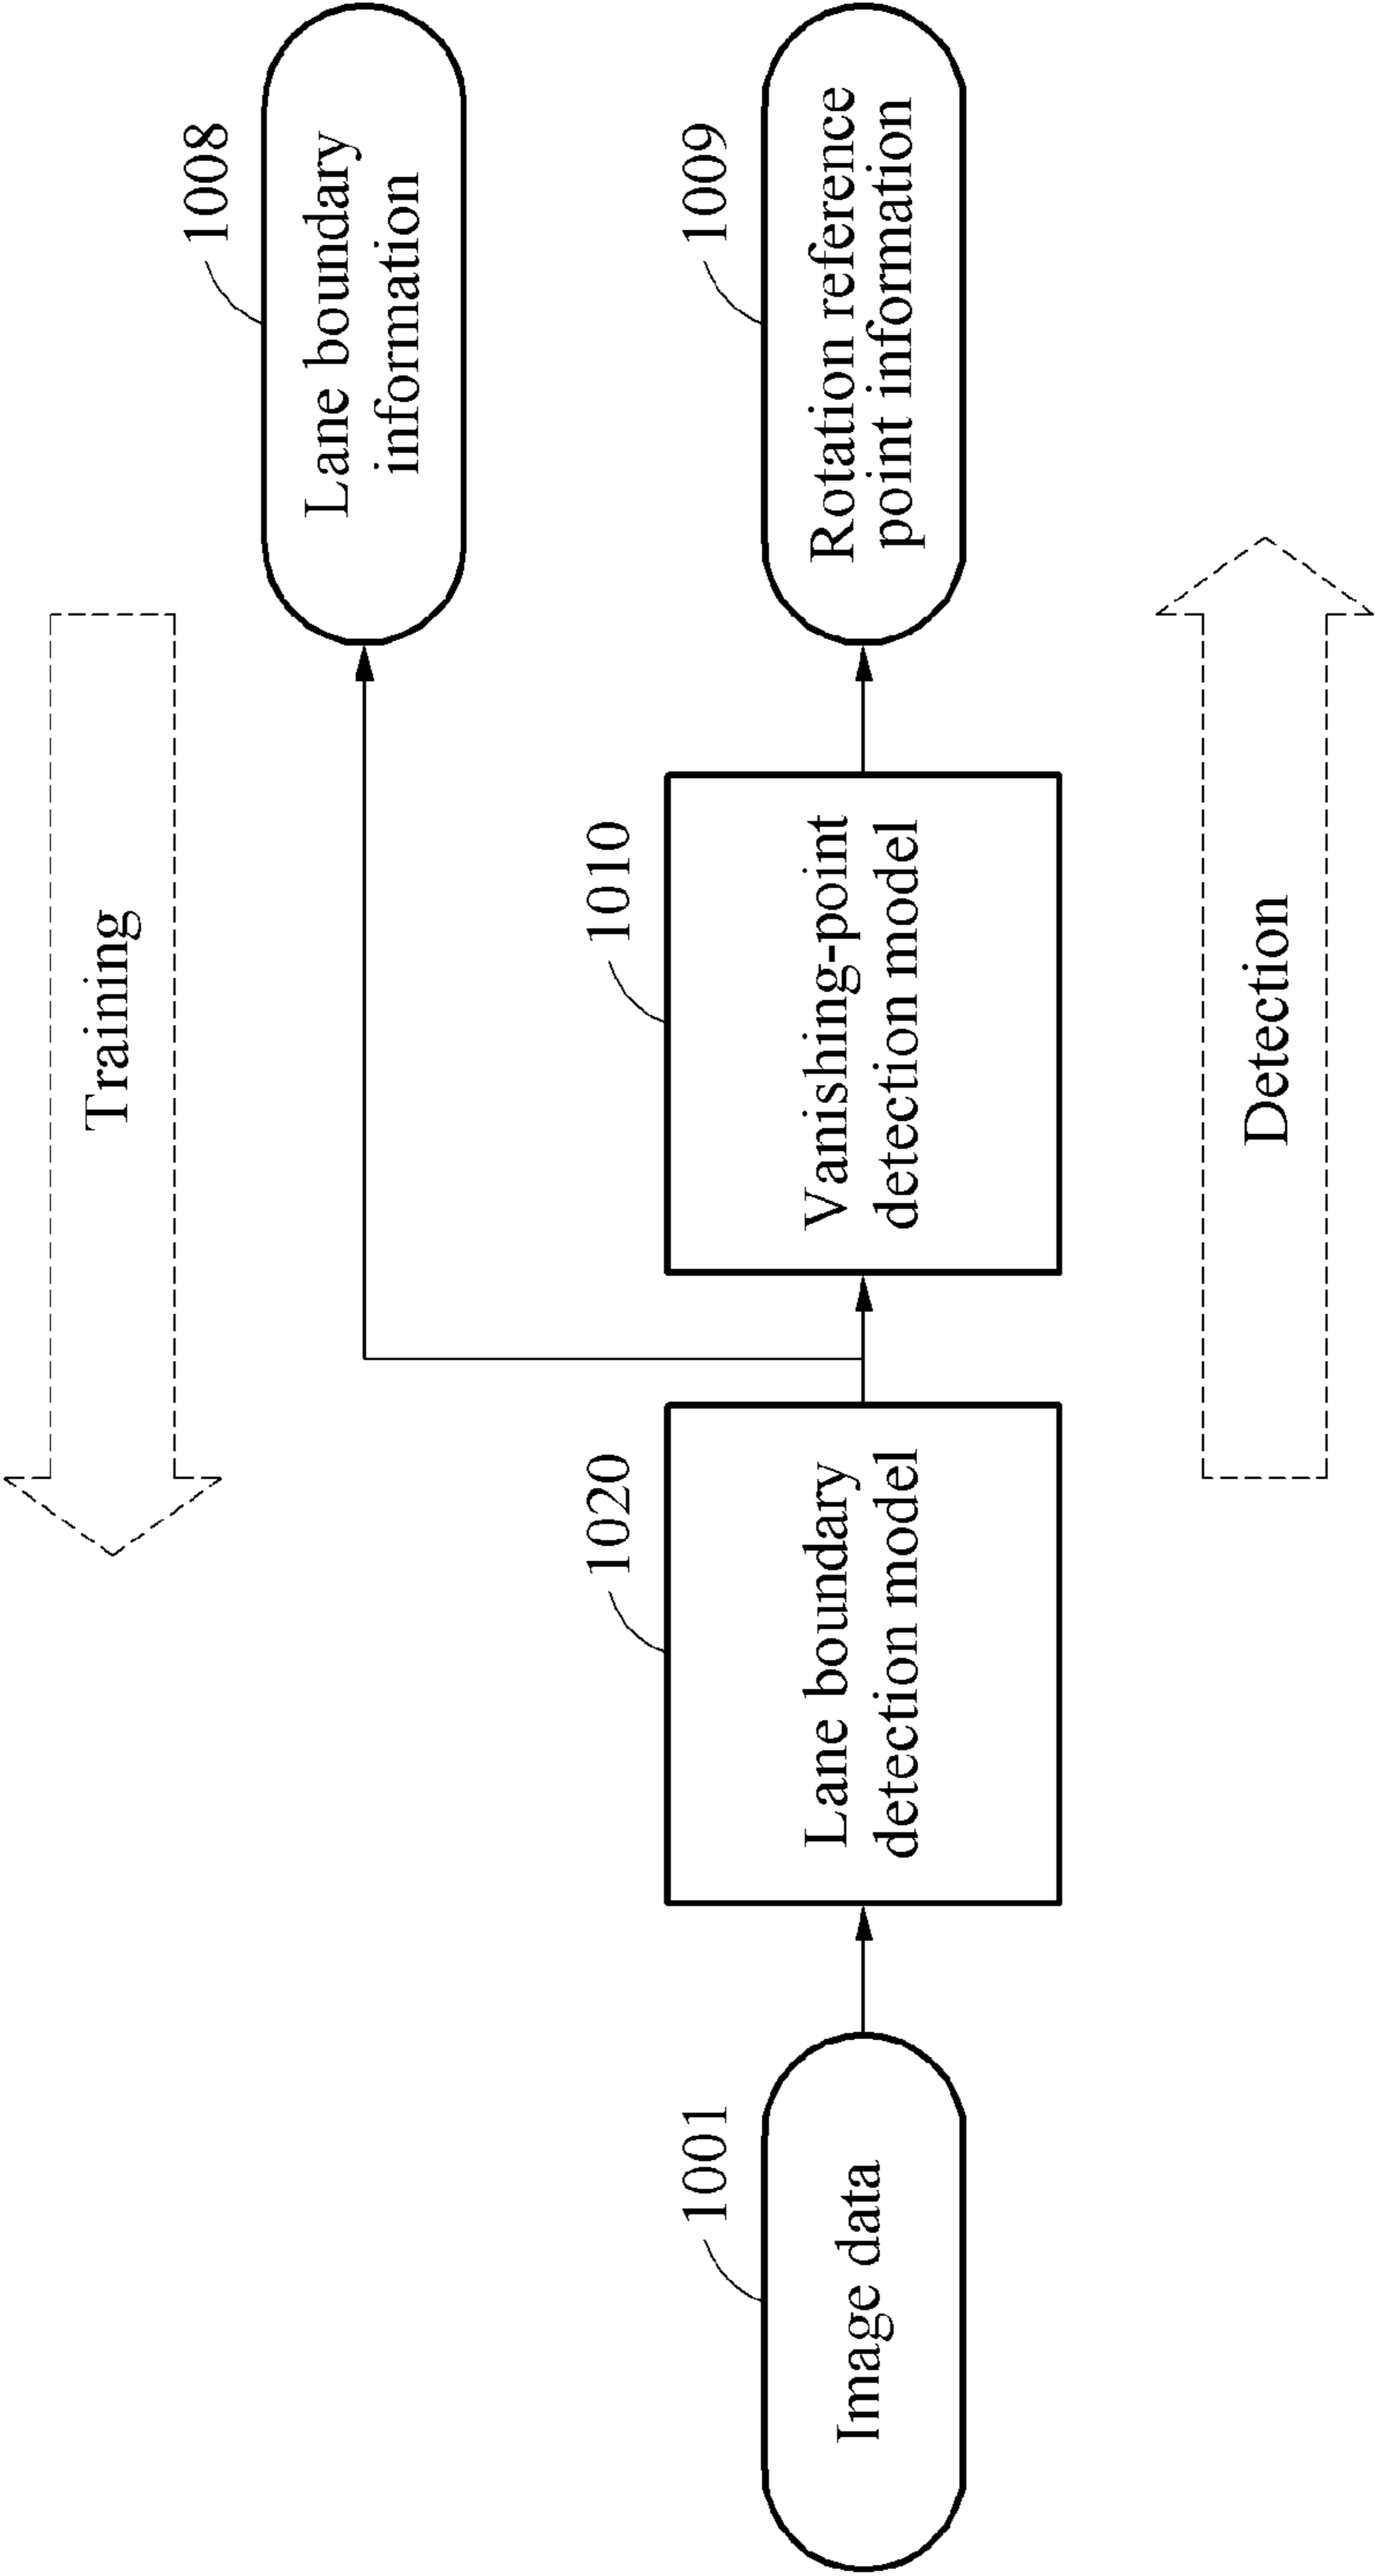 Training
1008
Lane boundary
information
1001
Image data
1020
Lane boundary
detection model
1010
Vanishing-point
detection model
1009
Rotation reference
point information
Detection